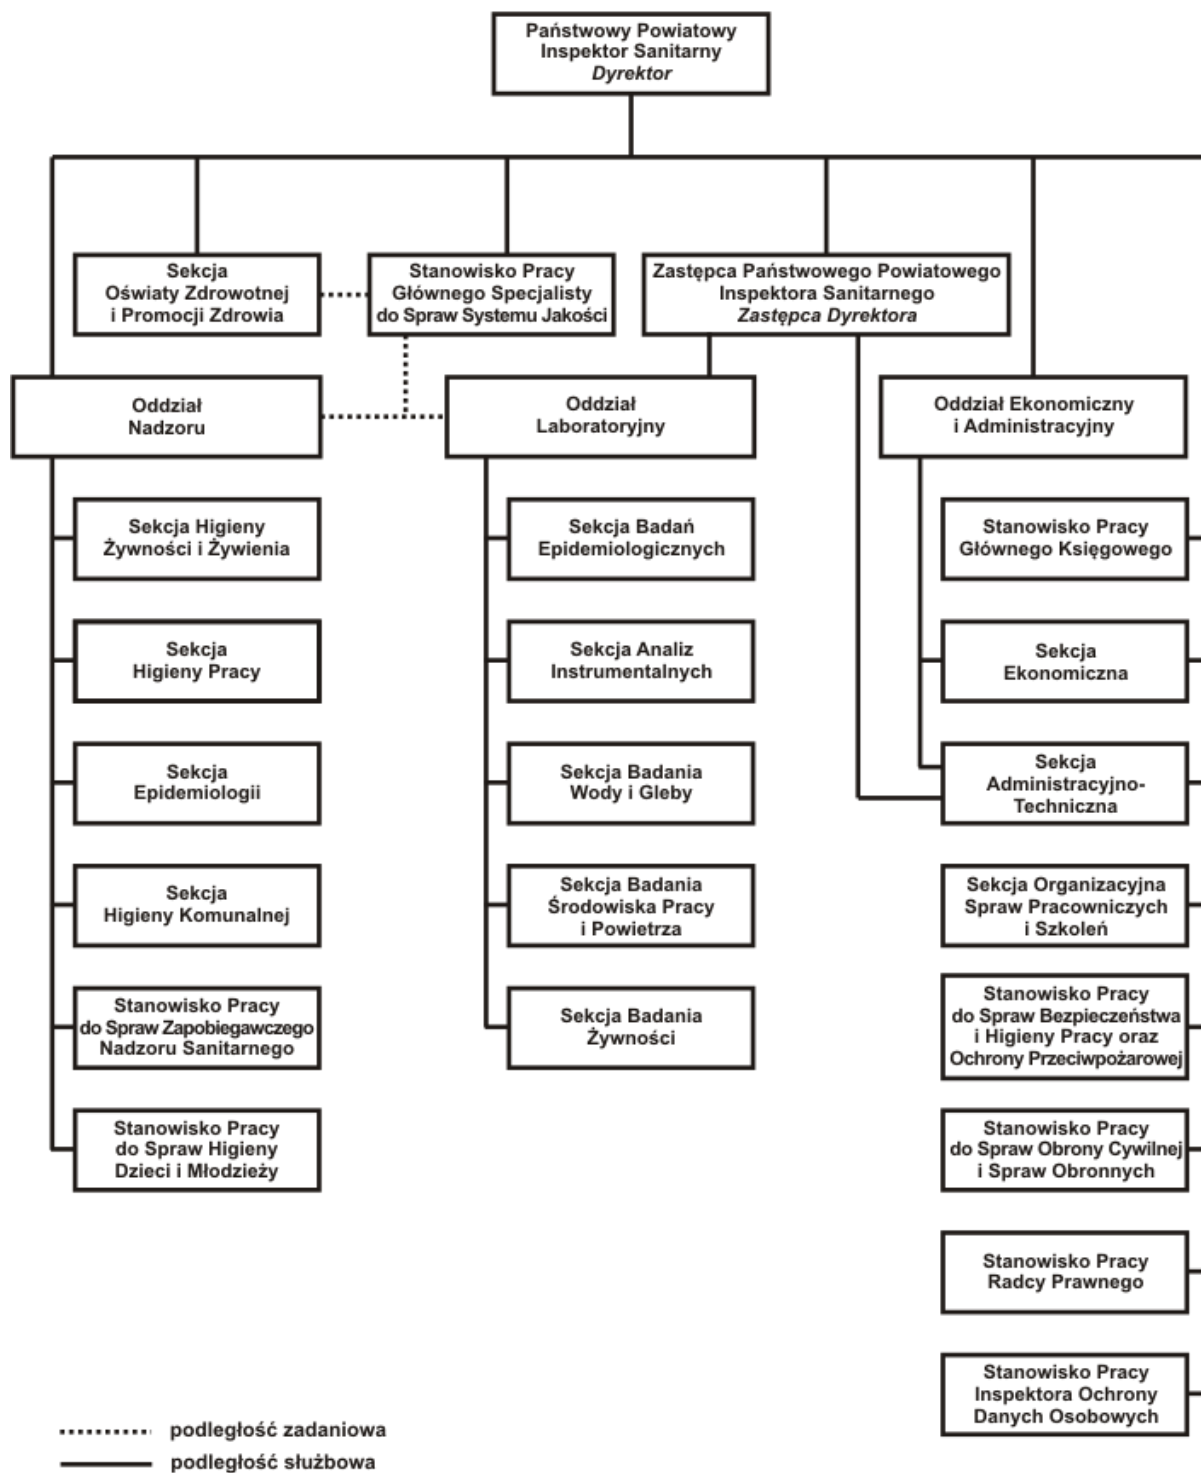 Państwowy Powiatowy
Inspektor Sanitarny
Dyrektor
Sekcja
Oświaty Zdrowotnej
i Promocji Zdrowia
Stanowisko Pracy
Głównego Specjalisty
do Spraw Systemu Jakości
Zastępca Państwowego Powiatowego
Inspektora Sanitarnego
Zastępca Dyrektora
Oddział
Nadzoru
Oddział
Laboratoryjny
Oddział Ekonomiczny
i Administracyjny
Sekcja Higieny
Żywności i Żywienia
Sekcja
Higieny Pracy
Sekcja
Epidemiologii
Sekcja
Higieny Komunalnej
Stanowisko Pracy
do Spraw Zapobiegawczego
Nadzoru Sanitarnego
Stanowisko Pracy
do Spraw Higieny
Dzieci i Młodzieży
Sekcja Badań
Epidemiologicznych
Sekcja Analiz
Instrumentalnych
Sekcja Badania
Wody i Gleby
Sekcja Badania
Środowiska Pracy
i Powietrza
Sekcja Badania
Żywności
Stanowisko Pracy
Głównego Księgowego
Sekcja
Ekonomiczna
Sekcja
Administracyjno-
Techniczna
Sekcja Organizacyjna
Spraw Pracowniczych
i Szkoleń
Stanowisko Pracy
do Spraw Bezpieczeństwa
i Higieny Pracy oraz
Ochrony Przeciwpożarowej
Stanowisko Pracy
do Spraw Obrony Cywilnej
i Spraw Obronnych
Stanowisko Pracy
Radcy Prawnego
Stanowisko Pracy
Inspektora Ochrony
Danych Osobowych
podległość zadaniowa
podległość służbowa